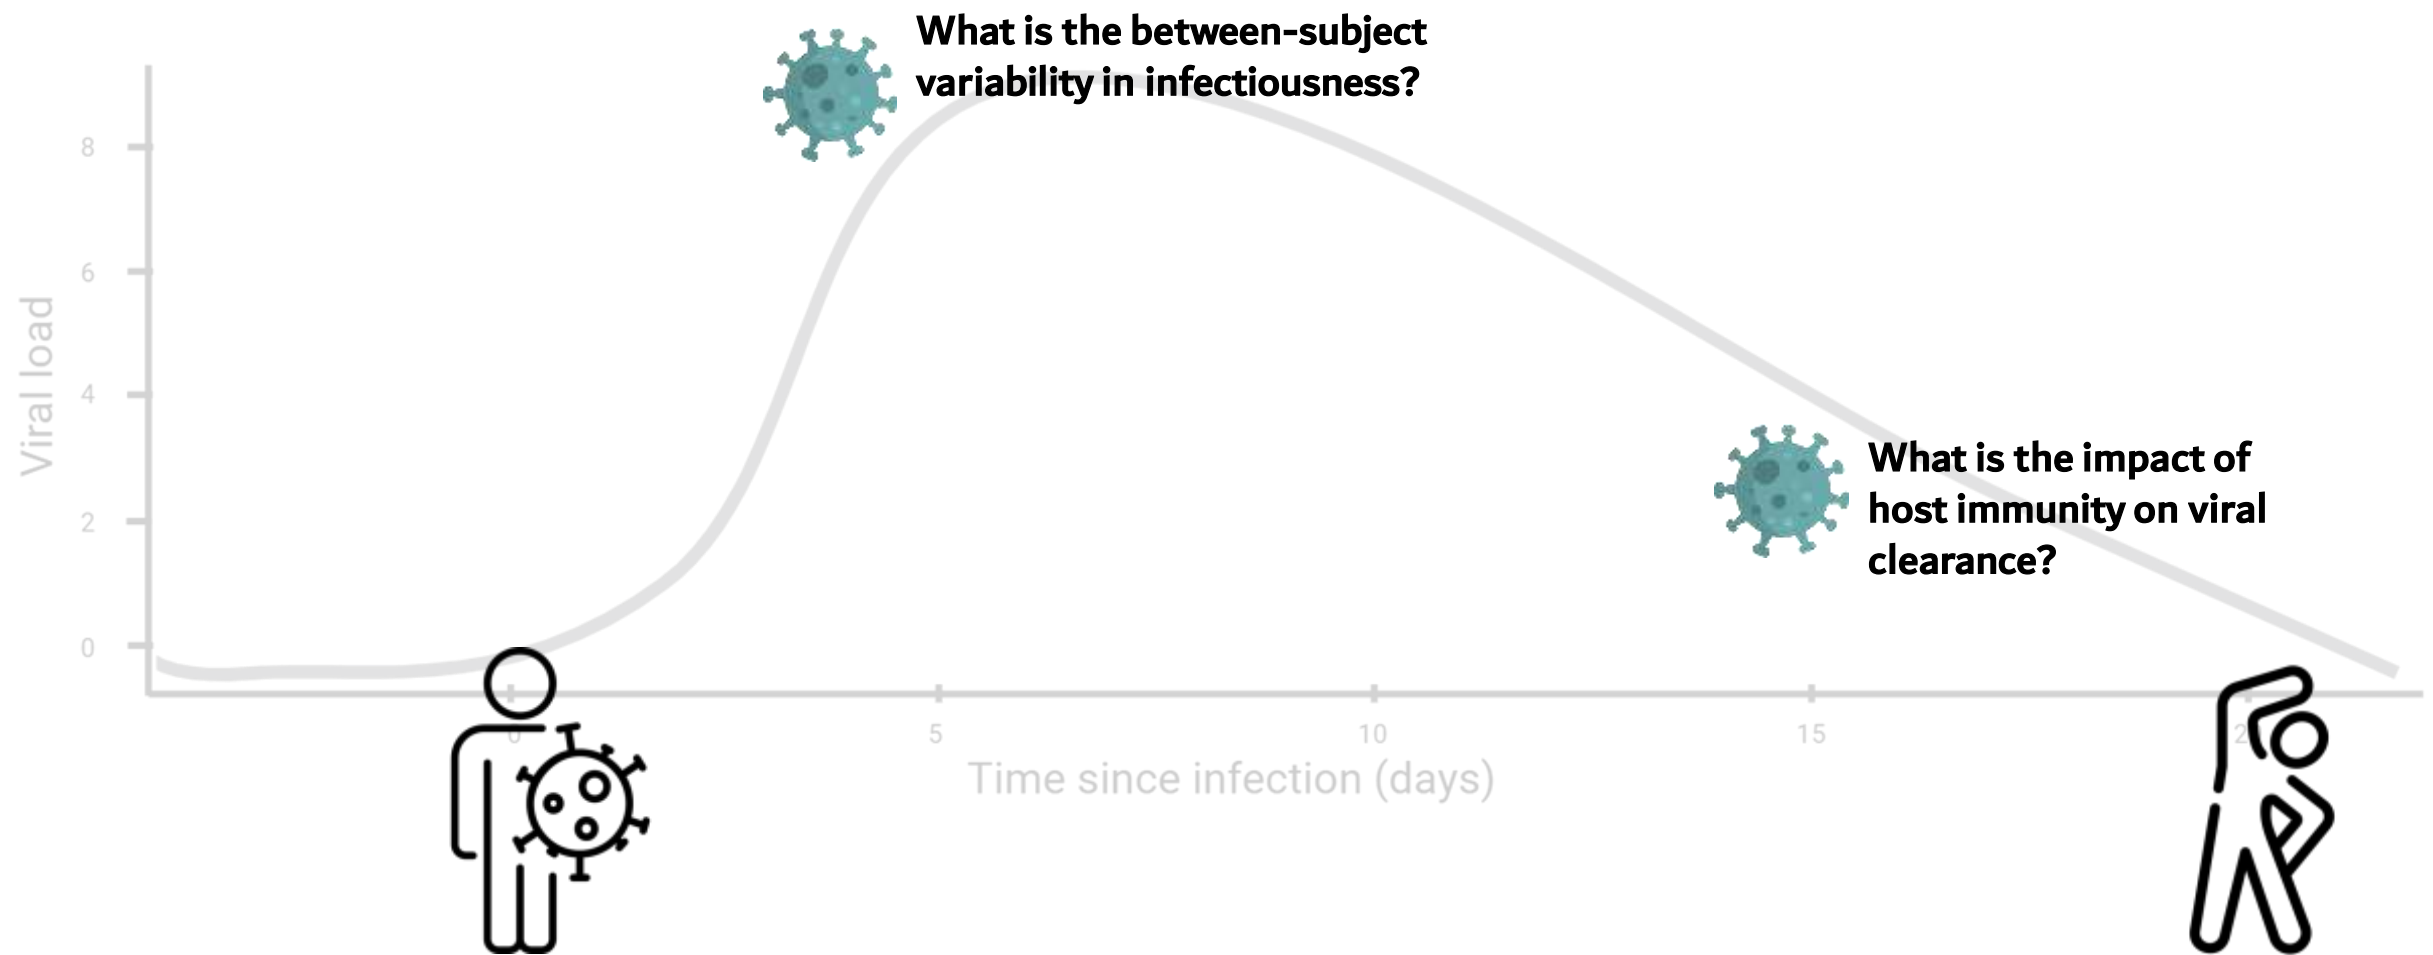 What is the between-subject
variability in infectiousness?
8
6
4
2
0
Viral load
What is the impact of
host immunity on viral
clearance?
0
5
10
15
Time since infection (days)